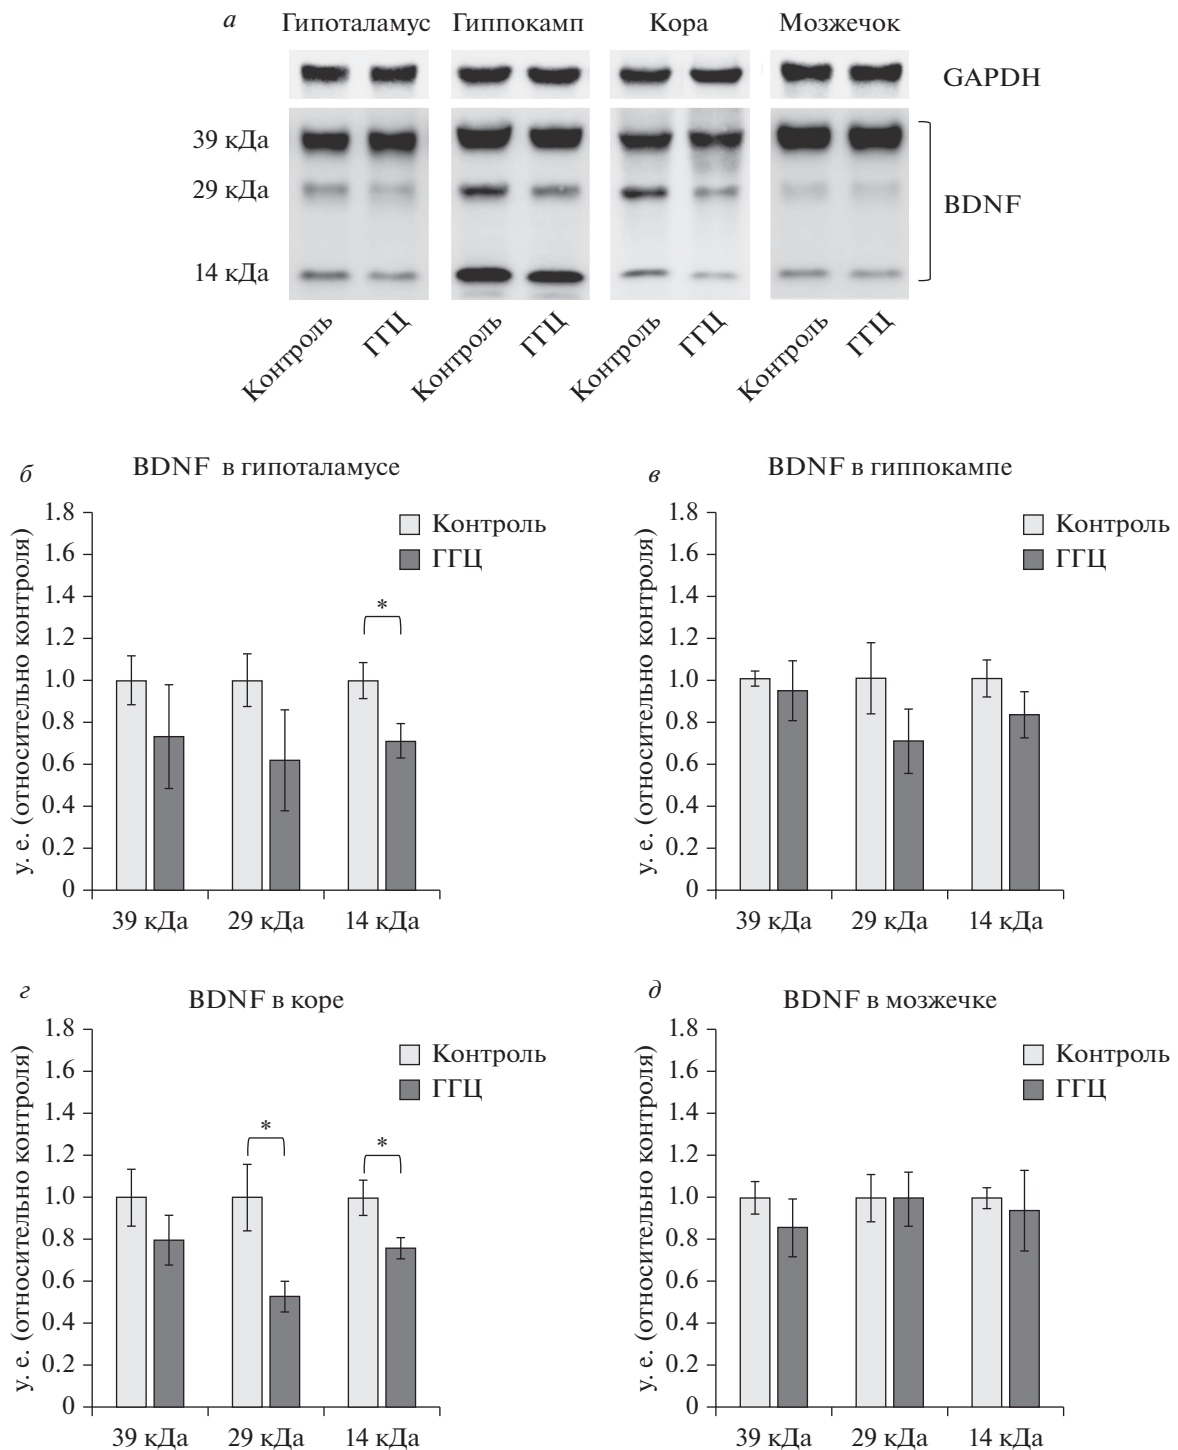 а Гипоталамус Гиппокамп Кора Мозжечок
GAPDH
39 кДа
29 кДа
14 кДа
BDNF
Контроль ГГЦ Контроль ГГЦ Контроль ГГЦ Контроль ГГЦ
б BDNF в гипоталамусе
у. е. (относительно контроля)
1.8
1.6
1.4
1.2
1.0
0.8
0.6
0.4
0.2
0
Контроль
ГГЦ
*
39 кДа 29 кДа 14 кДа
в BDNF в гиппокампе
у. е. (относительно контроля)
1.8
1.6
1.4
1.2
1.0
0.8
0.6
0.4
0.2
0
Контроль
ГГЦ
39 кДа 29 кДа 14 кДа
г BDNF в коре
у. е. (относительно контроля)
1.8
1.6
1.4
1.2
1.0
0.8
0.6
0.4
0.2
0
Контроль
ГГЦ
* *
39 кДа 29 кДа 14 кДа
д BDNF в мозжечке
у. е. (относительно контроля)
1.8
1.6
1.4
1.2
1.0
0.8
0.6
0.4
0.2
0
Контроль
ГГЦ
39 кДа 29 кДа 14 кДа